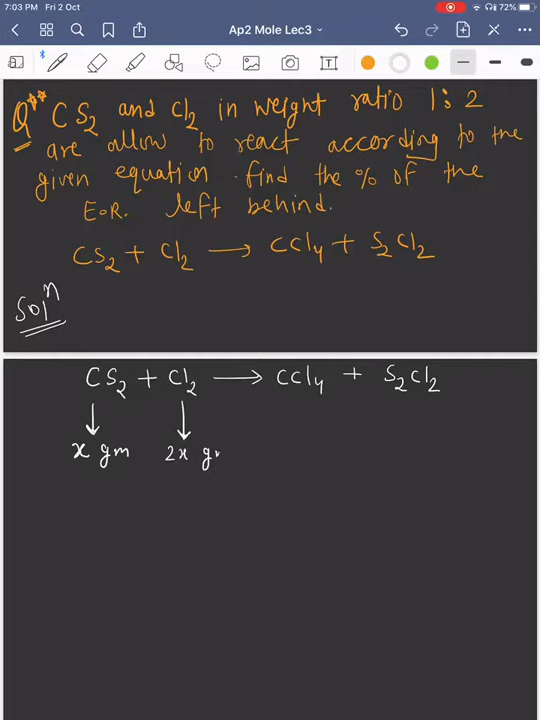 7:03 PM Fri 2 Oct
72%
Ap2 Mole Lec3
T
Q** CS2 and Cl2 in weight ratio 1:2
are allow to react according to the
given equation. find the % of the
E.R. left behind.
CS2 + Cl2 → CCl4 + S2Cl2
Solⁿ
CS2 + Cl2 → CCl4 + S2Cl2
x gm 2x g